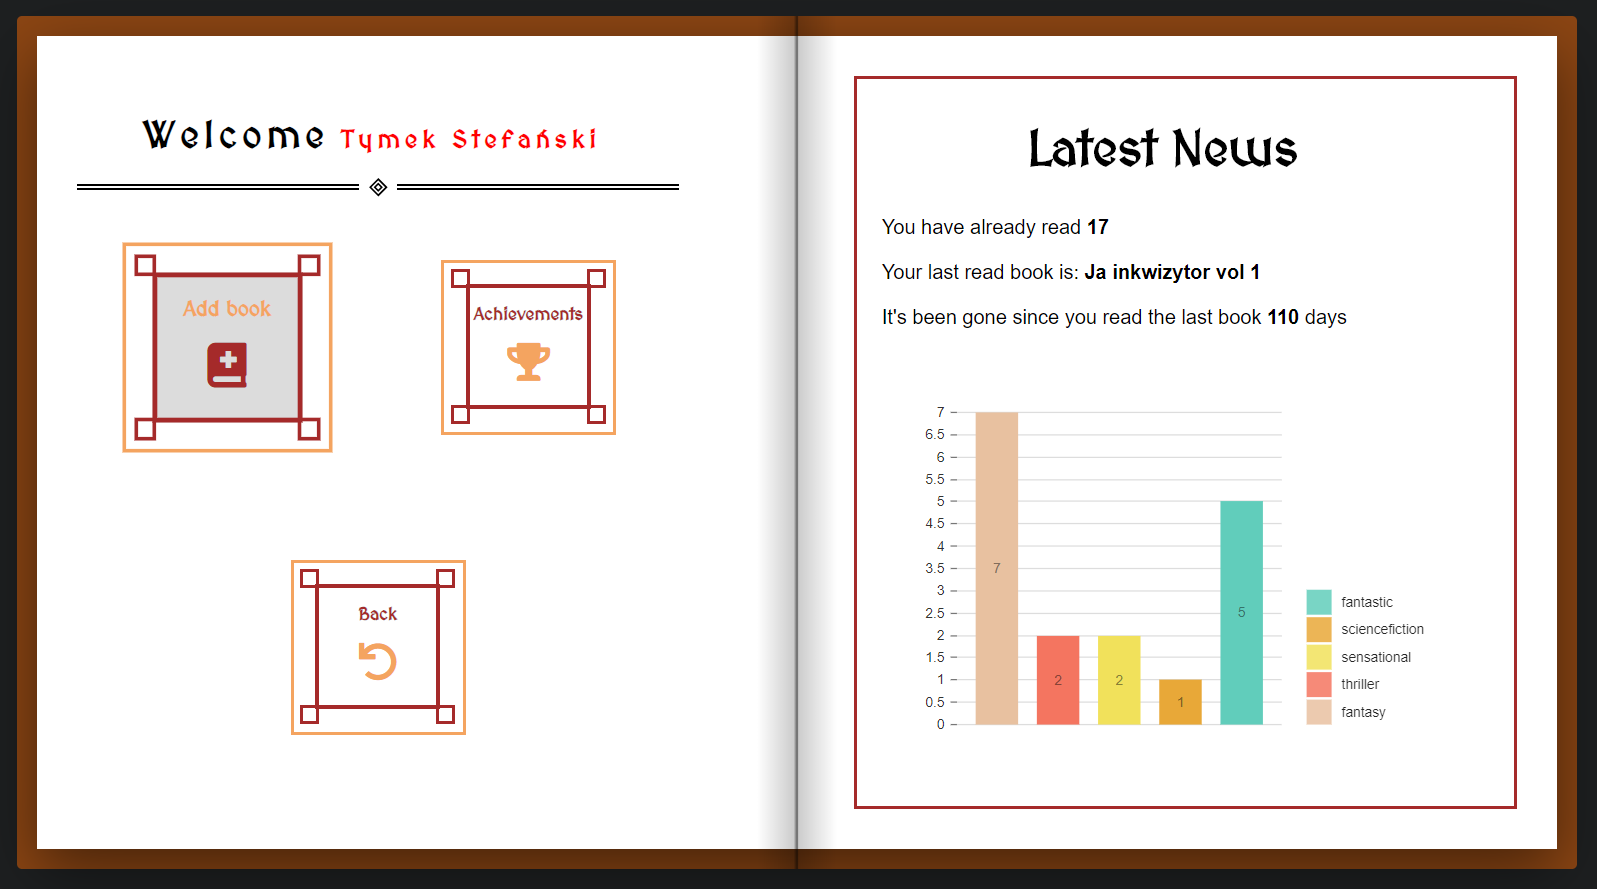 Welcome Tymek Stefański
Add book
Achievements
Back
Latest News
You have already read 17
Your last read book is: Ja inkwizytor vol 1
It's been gone since you read the last book 110 days
7
6.5
6
5.5
5
4.5
4
3.5
3
2.5
2
1.5
1
0.5
0
7
2
2
1
5
fantastic
sciencefiction
sensational
thriller
fantasy